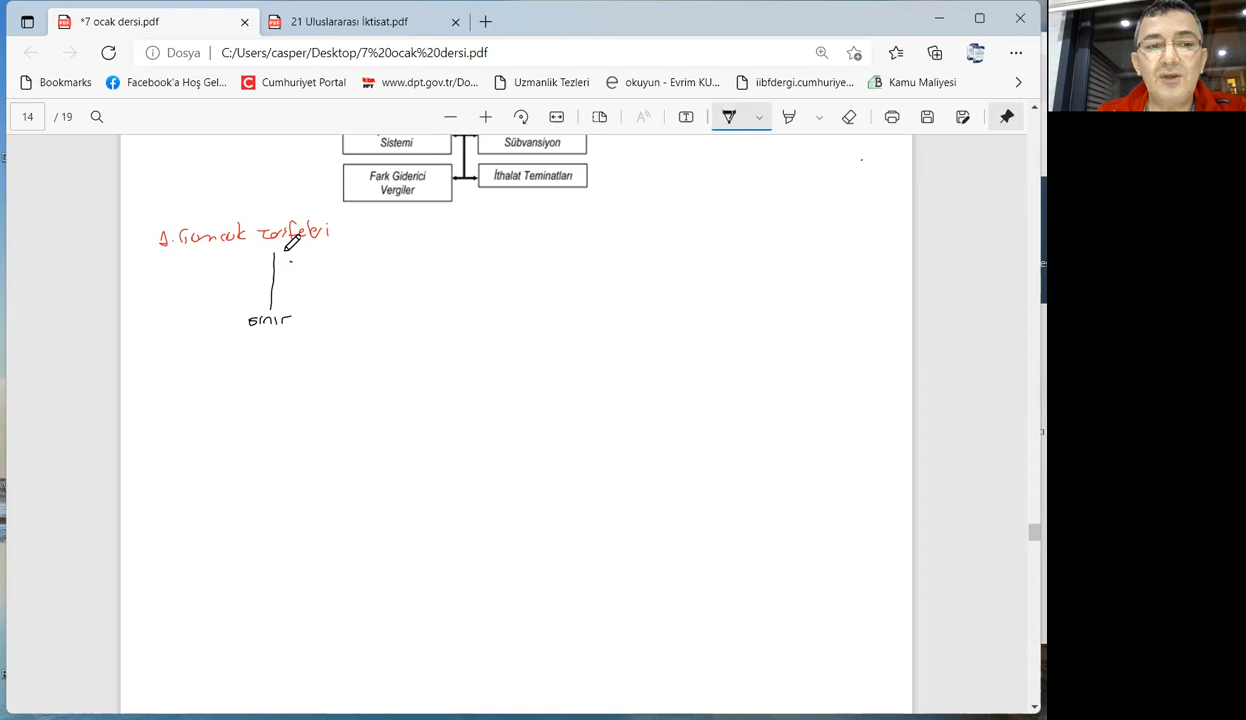 *7 ocak dersi.pdf
21 Uluslararası İktisat.pdf
Dosya
C:/Users/casper/Desktop/7%20ocak%20dersi.pdf
Bookmarks
Facebook'a Hoş Gel...
Cumhuriyet Portal
www.dpt.gov.tr/Do...
Uzmanlik Tezleri
okuyun - Evrim KU...
iibfdergi.cumhuriye...
Kamu Maliyesi
14 / 19
Sistemi
Sübvansiyon
Fark Giderici
Vergiler
İthalat Teminatları
1. Gümrük Tarifeleri
sınır